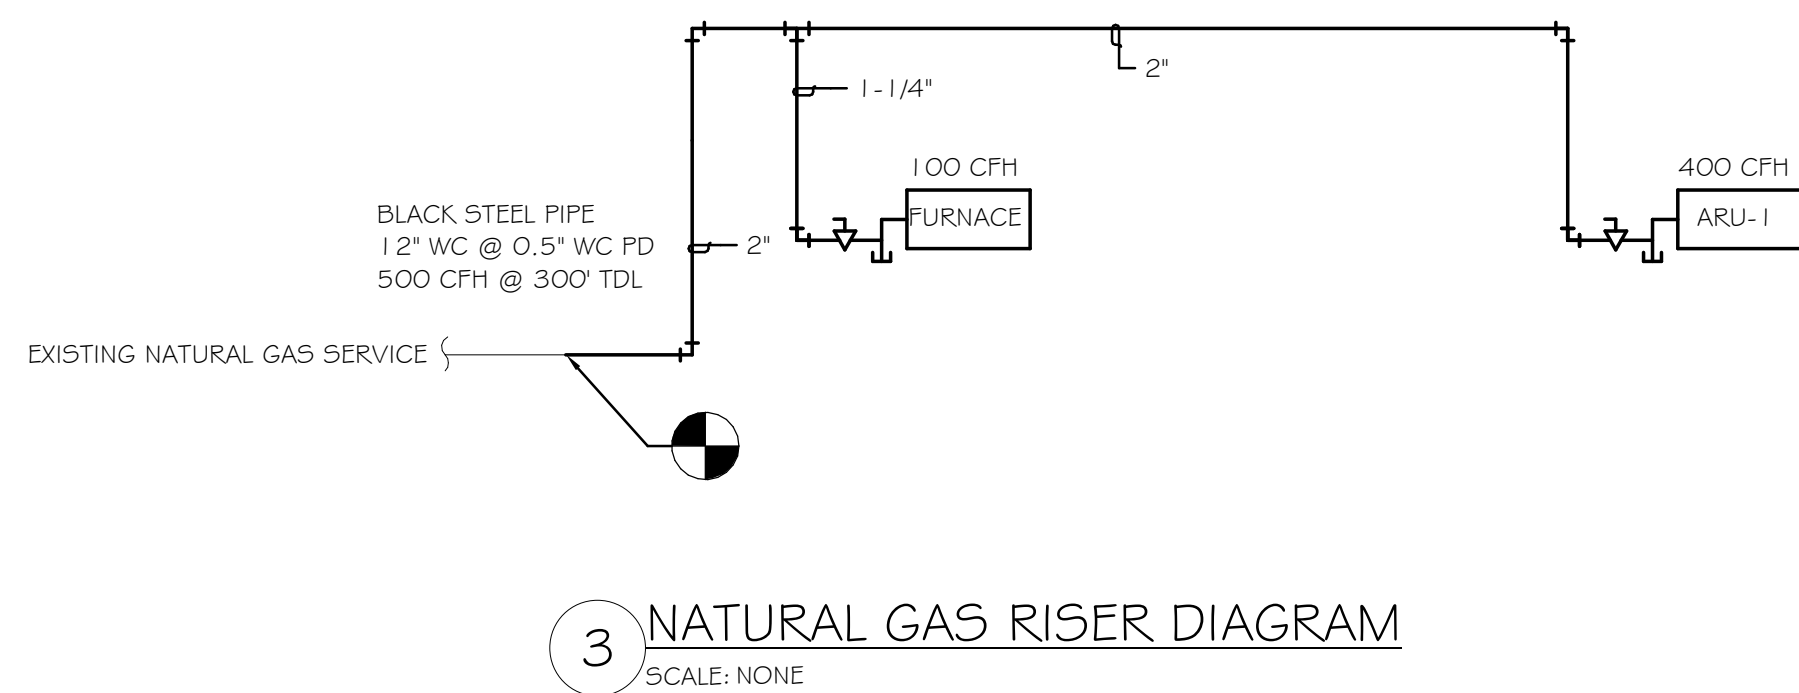 2"
1-1/4"
100 CFH
400 CFH
BLACK STEEL PIPE
FURNACE
ARU-1
12" WC @ 0.5" WC PD
2"
500 CFH @ 300' TDL
EXISTING NATURAL GAS SERVICE
3
NATURAL GAS RISER DIAGRAM
SCALE: NONE